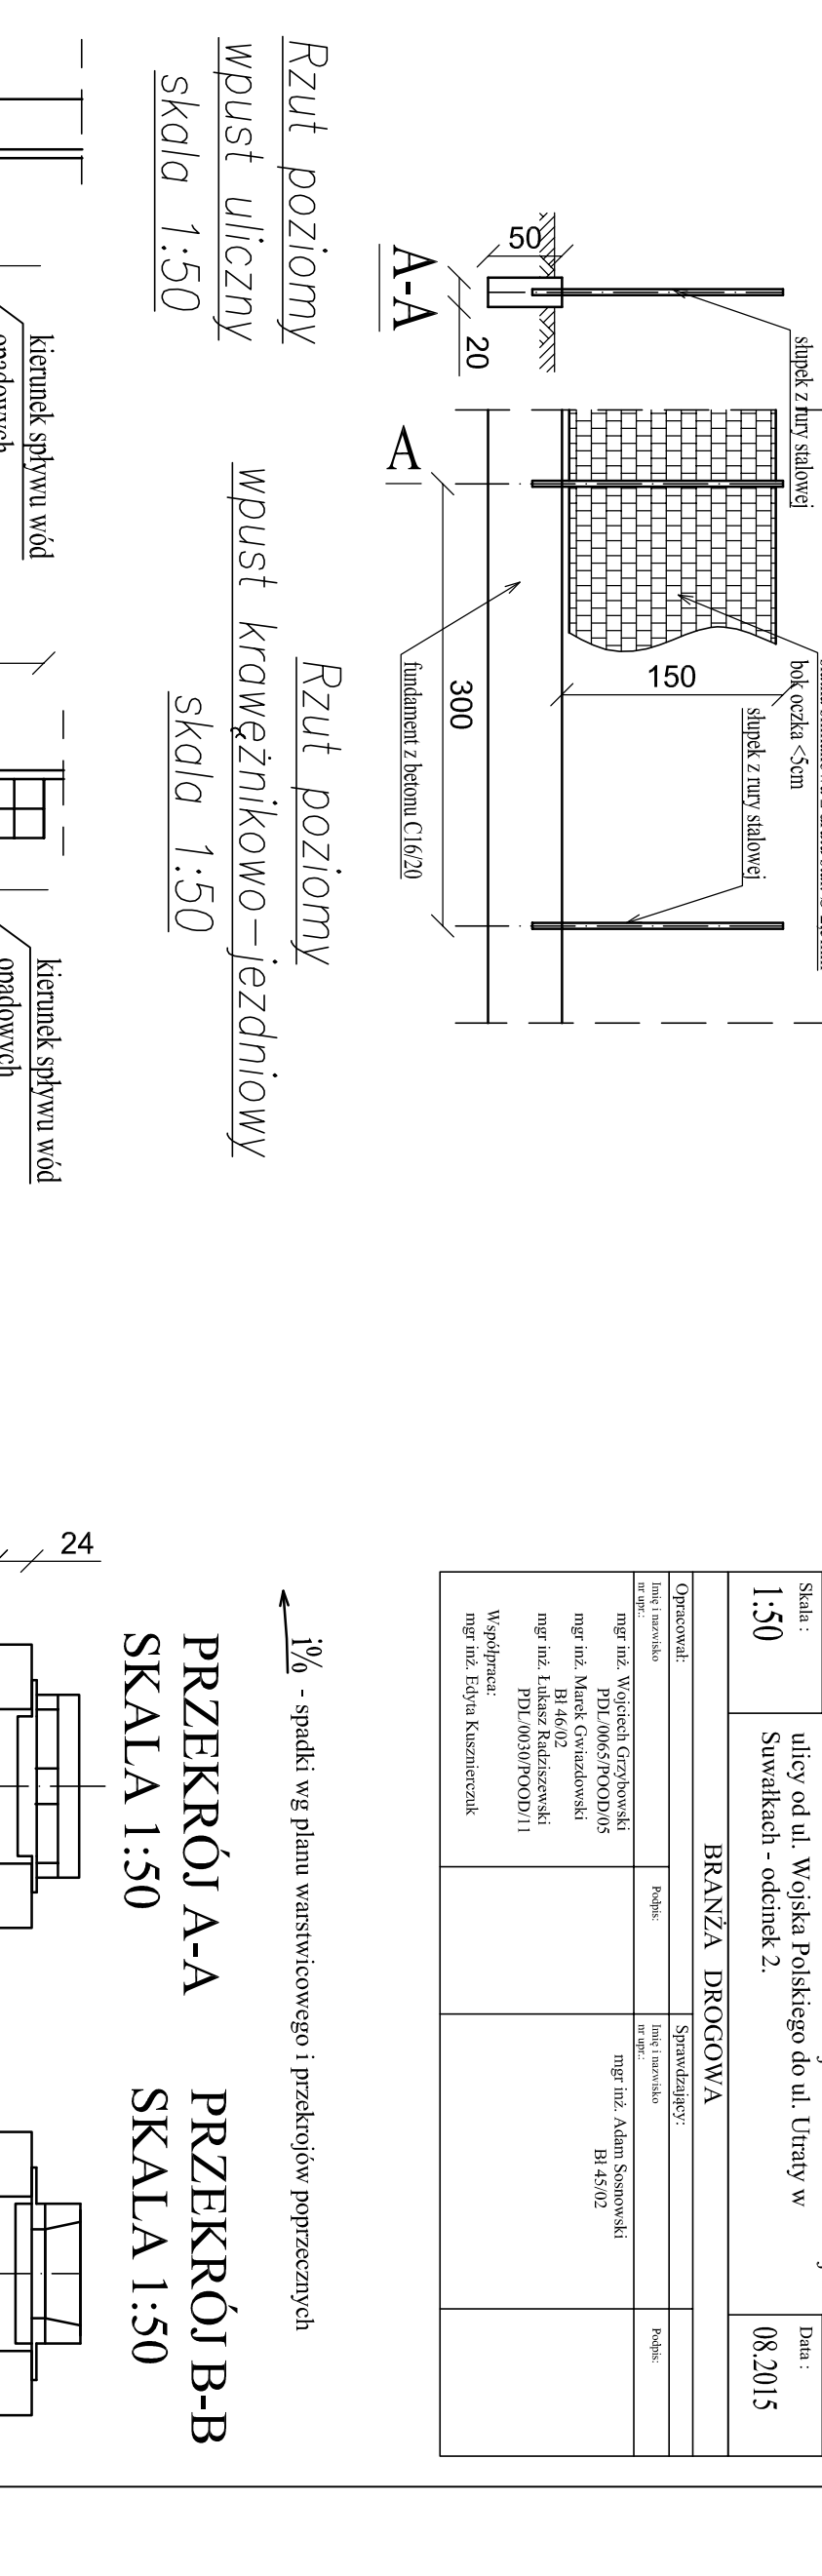 słupek z rury stalowej
bok oczka <5cm
słupek z rury stalowej
50
20
150
300
A-A
A
fundament z betonu C16/20
Rzut poziomy
wpust uliczny
skala 1:50
Rzut poziomy
wpust krawężnikowo-jezdniowy
skala 1:50
kierunek spływu wód
opadowych
kierunek spływu wód
opadowych
Skala :
1:50
ulicy od ul. Wojska Polskiego do ul. Utraty w
Suwałkach - odcinek 2.
Data :
08.2015
BRANŻA DROGOWA
Opracował:
Sprawdzający:
Imię i nazwisko
nr upr.:
Podpis:
Imię i nazwisko
nr upr.:
Podpis:
mgr inż. Wojciech Grzybowski
PDL/0065/POOD/05
mgr inż. Marek Gwiazdowski
Bł 46/02
mgr inż. Łukasz Radziszewski
PDL/0030/POOD/11
Współpraca:
mgr inż. Edyta Kusznierczuk
mgr inż. Adam Sosnowski
Bł 45/02
i% - spadki wg planu warstwicowego i przekrojów poprzecznych
PRZEKRÓJ A-A
SKALA 1:50
PRZEKRÓJ B-B
SKALA 1:50
24